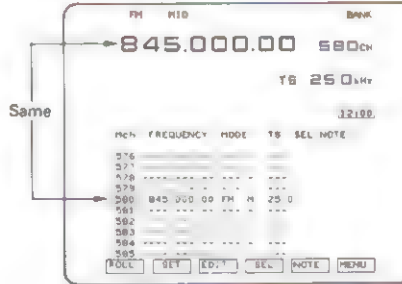 FM MID BANK
845.000.00 580CH
TS 25.0kHz
Same
12:00
Mch FREQUENCY MODE TS SEL NOTE
576
577
578
579
580 845 000 00 FM M 25 0
581
582
583
584
585
ROLL SET EDIT SEL NOTE MENU